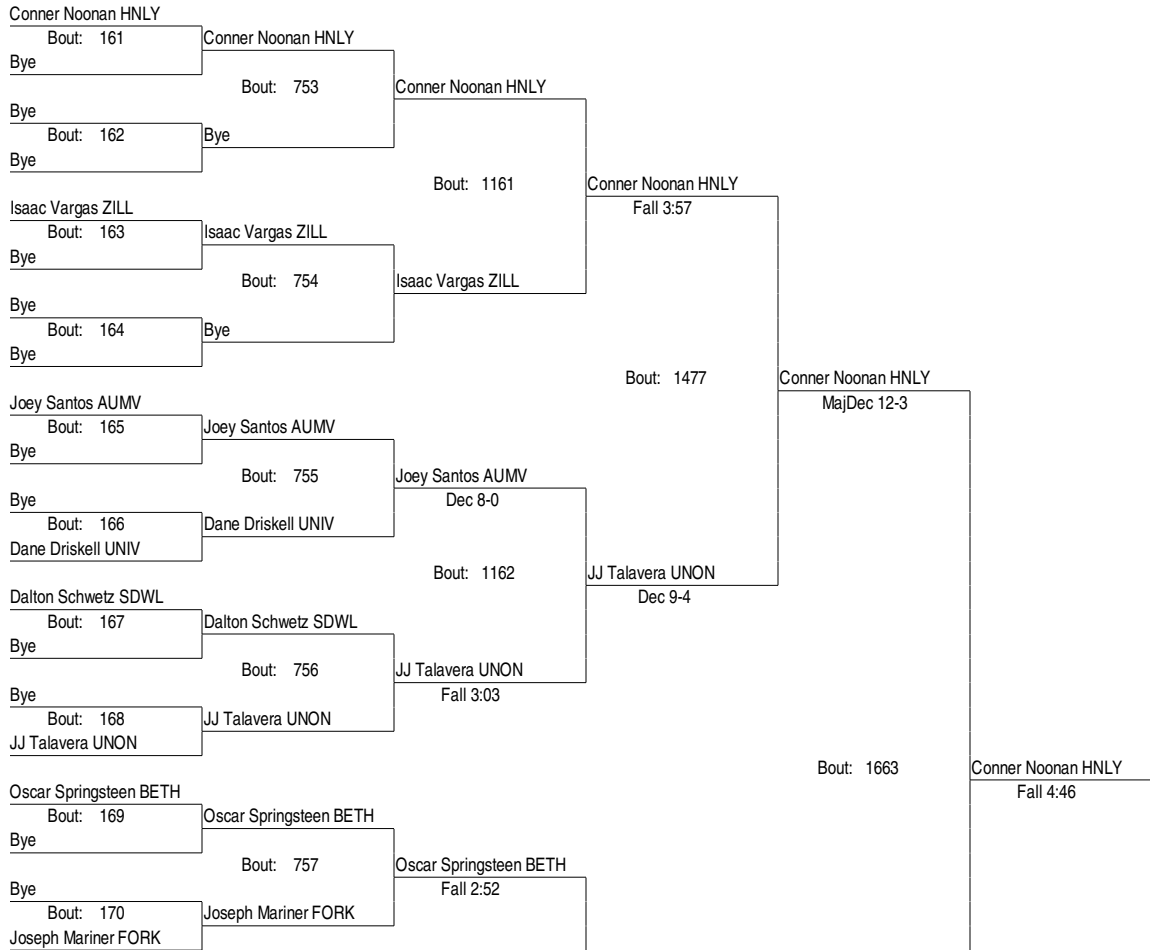 Conner Noonan HNLY
Bout: 161
Conner Noonan HNLY
Bye
Bout: 753
Conner Noonan HNLY
Bye
Bout: 162
Bye
Bye
Bout: 1161
Conner Noonan HNLY
Fall 3:57
Isaac Vargas ZILL
Bout: 163
Isaac Vargas ZILL
Bye
Bout: 754
Isaac Vargas ZILL
Bye
Bout: 164
Bye
Bye
Bout: 1477
Conner Noonan HNLY
MajDec 12-3
Joey Santos AUMV
Bout: 165
Joey Santos AUMV
Bye
Bout: 755
Joey Santos AUMV
Dec 8-0
Bye
Bout: 166
Dane Driskell UNIV
Dane Driskell UNIV
Bout: 1162
JJ Talavera UNON
Dec 9-4
Dalton Schwetz SDWL
Bout: 167
Dalton Schwetz SDWL
Bye
Bout: 756
JJ Talavera UNON
Fall 3:03
Bye
Bout: 168
JJ Talavera UNON
JJ Talavera UNON
Bout: 1663
Conner Noonan HNLY
Fall 4:46
Oscar Springsteen BETH
Bout: 169
Oscar Springsteen BETH
Bye
Bout: 757
Oscar Springsteen BETH
Fall 2:52
Bye
Bout: 170
Joseph Mariner FORK
Joseph Mariner FORK